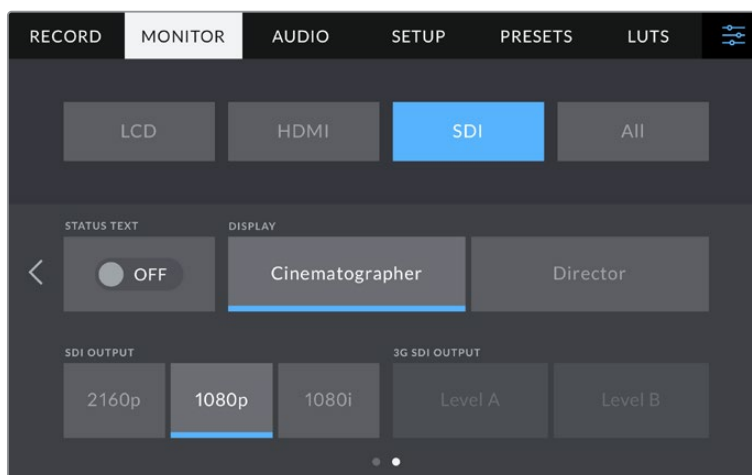 RECORD MONITOR AUDIO SETUP PRESETS LUTS
LCD HDMI SDI All
STATUS TEXT DISPLAY
OFF Cinematographer Director
SDI OUTPUT 3G SDI OUTPUT
2160p 1080p 1080i Level A Level B